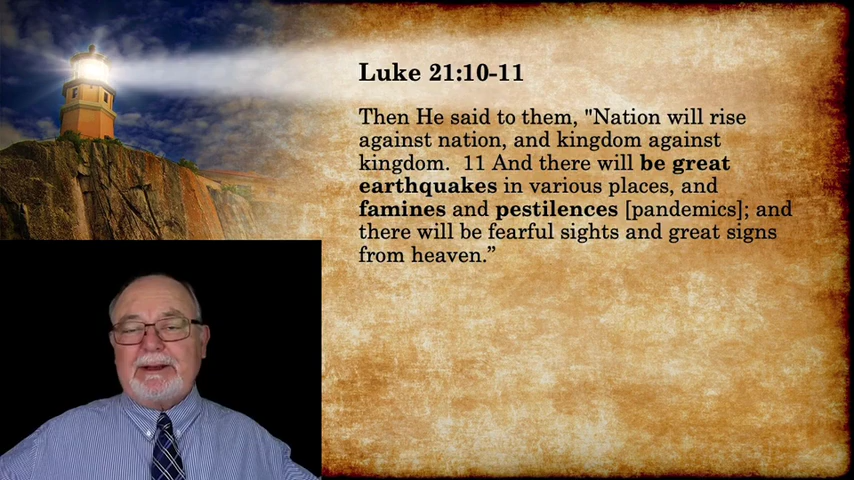 Luke 21:10-11
Then He said to them, "Nation will rise
against nation, and kingdom against
kingdom.  11 And there will be great
earthquakes in various places, and
famines and pestilences [pandemics]; and
there will be fearful sights and great signs
from heaven.”